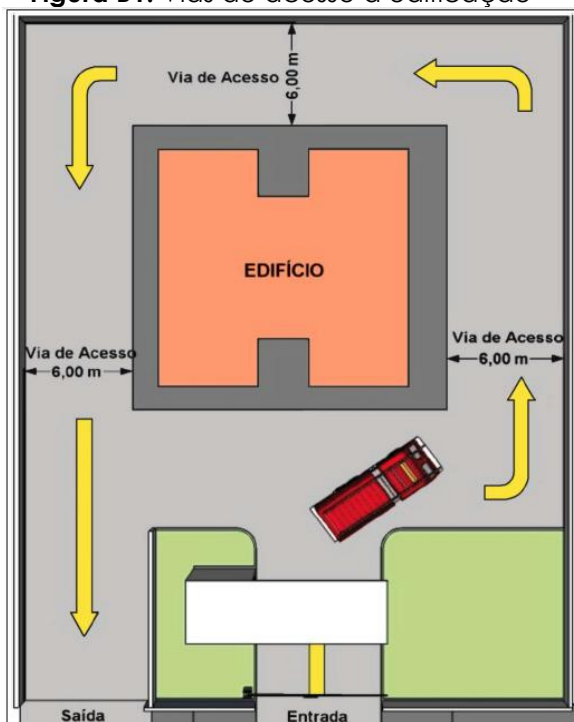 Figura D1: Vias de acesso à edificação
Via de Acesso
6,00 m
EDIFÍCIO
Via de Acesso
6,00 m
Via de Acesso
6,00 m
Saída
Entrada